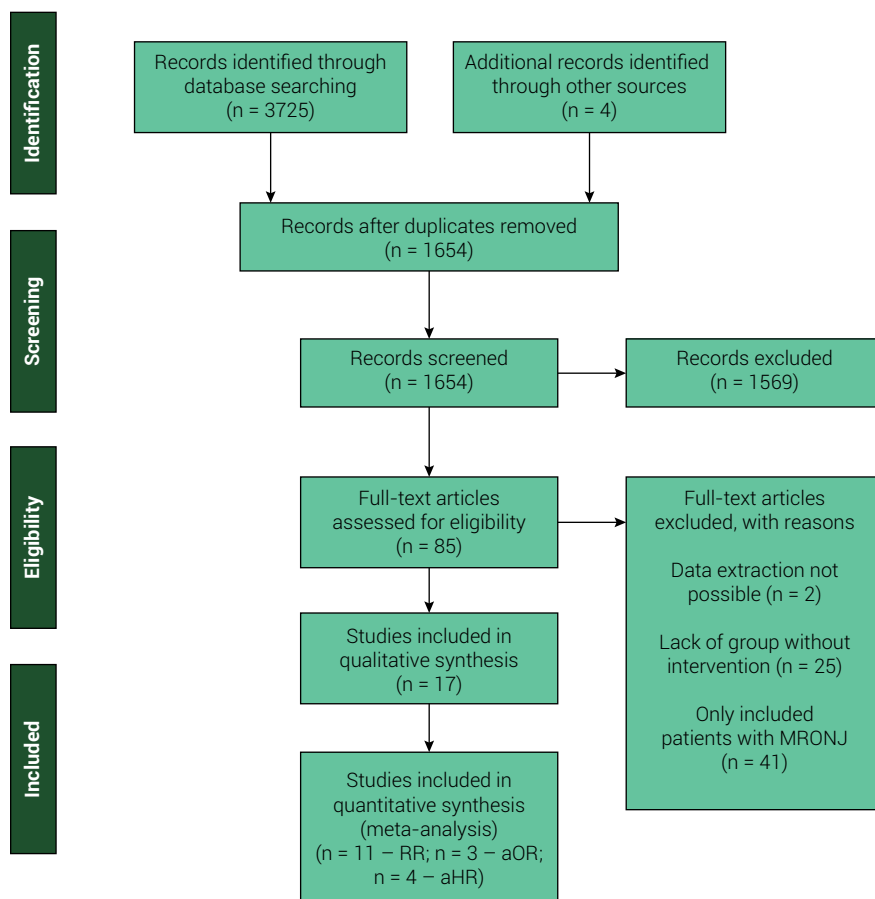 Identification
Records identified through
database searching
(n = 3725)
Additional records identified
through other sources
(n = 4)
Records after duplicates removed
(n = 1654)
Screening
Records screened
(n = 1654)
Records excluded
(n = 1569)
Eligibility
Full-text articles
assessed for eligibility
(n = 85)
Full-text articles
excluded, with reasons
Data extraction not
possible (n = 2)
Lack of group without
intervention (n = 25)
Only included
patients with MRONJ
(n = 41)
Studies included in
qualitative synthesis
(n = 17)
Included
Studies included in
quantitative synthesis
(meta-analysis)
(n = 11 – RR; n = 3 – aOR;
n = 4 – aHR)